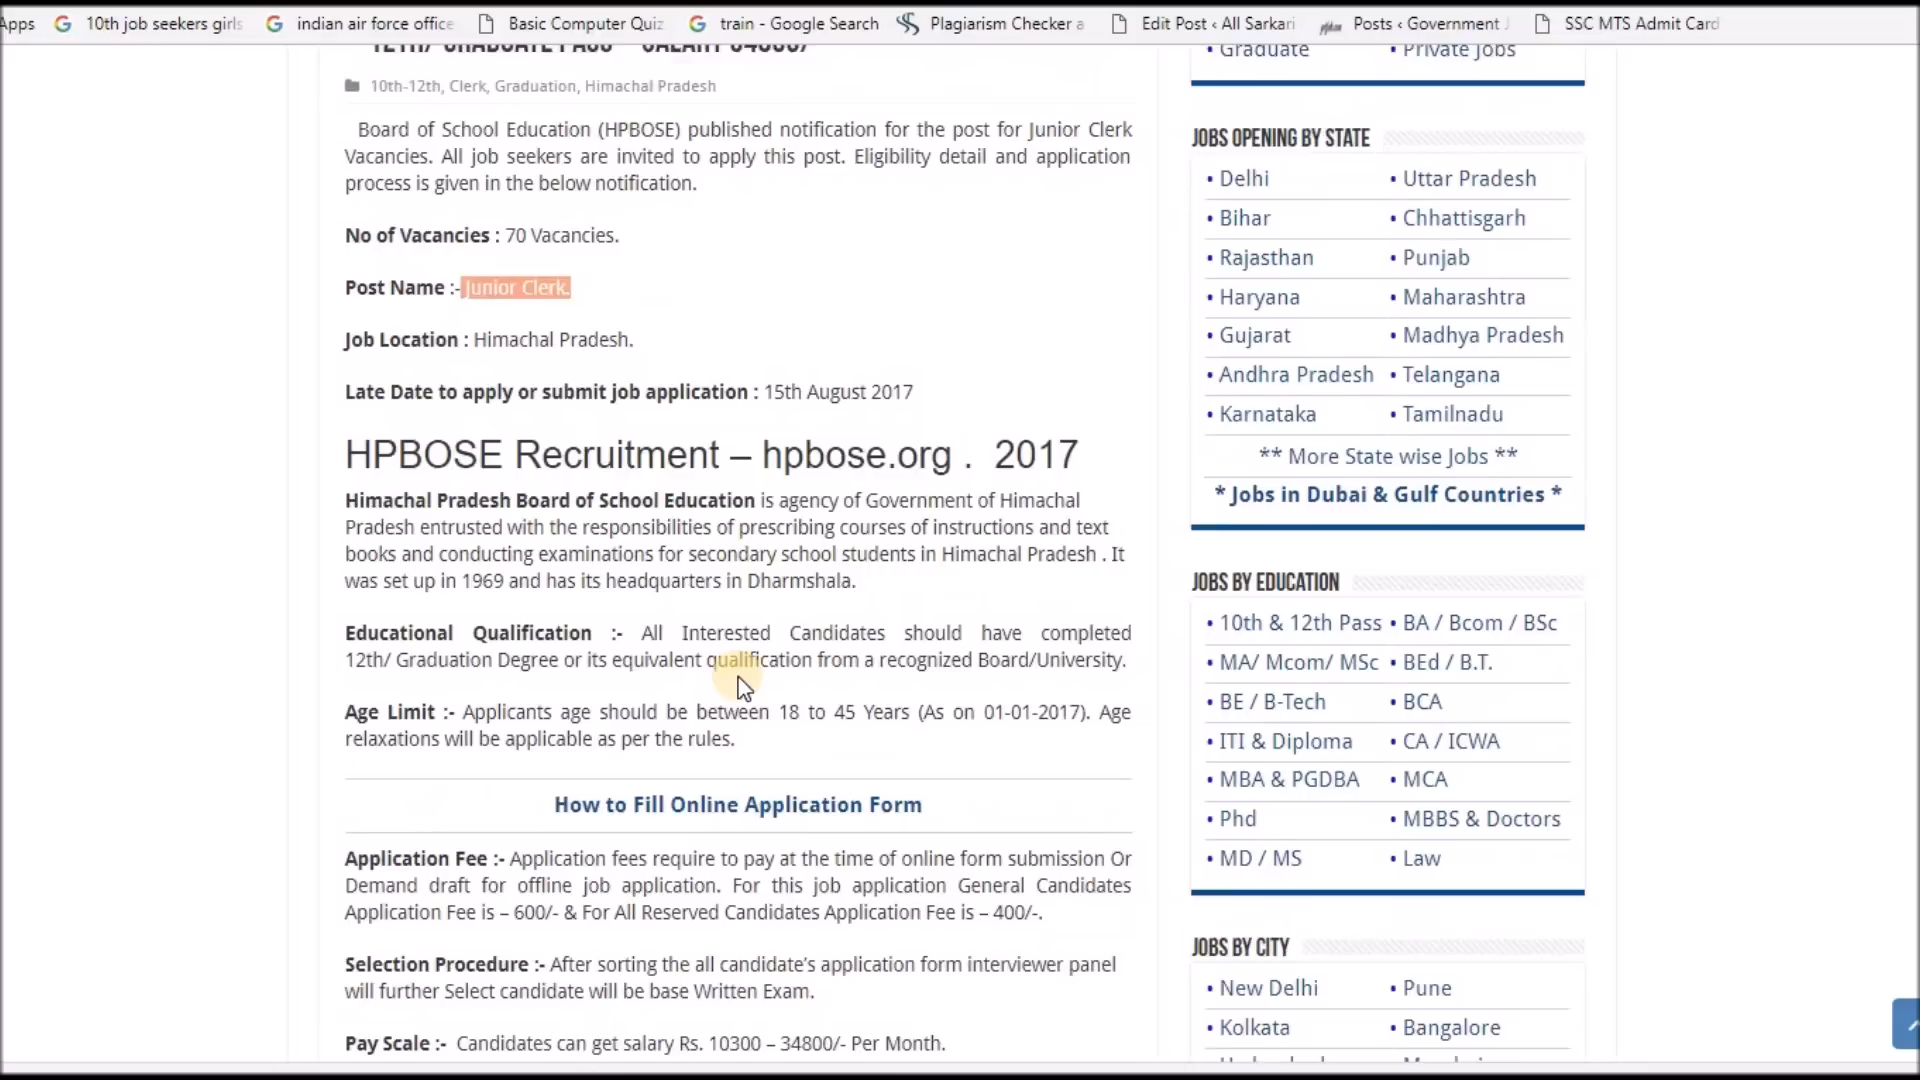 Apps 10th job seekers girls indian air force office Basic Computer Quiz train - Google Search Plagiarism Checker a Edit Post ‹ All Sarkari Posts ‹ Government J SSC MTS Admit Card
12TH/ GRADUATE PASS – SALARY 34800/
10th-12th, Clerk, Graduation, Himachal Pradesh
Board of School Education (HPBOSE) published notification for the post for Junior Clerk
Vacancies. All job seekers are invited to apply this post. Eligibility detail and application
process is given in the below notification.
No of Vacancies : 70 Vacancies.
Post Name :- Junior Clerk.
Job Location : Himachal Pradesh.
Late Date to apply or submit job application : 15th August 2017
HPBOSE Recruitment – hpbose.org . 2017
Himachal Pradesh Board of School Education is agency of Government of Himachal
Pradesh entrusted with the responsibilities of prescribing courses of instructions and text
books and conducting examinations for secondary school students in Himachal Pradesh . It
was set up in 1969 and has its headquarters in Dharmshala.
Educational Qualification :- All Interested Candidates should have completed
12th/ Graduation Degree or its equivalent qualification from a recognized Board/University.
Age Limit :- Applicants age should be between 18 to 45 Years (As on 01-01-2017). Age
relaxations will be applicable as per the rules.
How to Fill Online Application Form
Application Fee :- Application fees require to pay at the time of online form submission Or
Demand draft for offline job application. For this job application General Candidates
Application Fee is – 600/- & For All Reserved Candidates Application Fee is – 400/-.
Selection Procedure :- After sorting the all candidate's application form interviewer panel
will further Select candidate will be base Written Exam.
Pay Scale :- Candidates can get salary Rs. 10300 – 34800/- Per Month.
• Graduate • Private Jobs
JOBS OPENING BY STATE
• Delhi • Uttar Pradesh
• Bihar • Chhattisgarh
• Rajasthan • Punjab
• Haryana • Maharashtra
• Gujarat • Madhya Pradesh
• Andhra Pradesh • Telangana
• Karnataka • Tamilnadu
** More State wise Jobs **
* Jobs in Dubai & Gulf Countries *
JOBS BY EDUCATION
• 10th & 12th Pass • BA / Bcom / BSc
• MA/ Mcom/ MSc • BEd / B.T.
• BE / B-Tech • BCA
• ITI & Diploma • CA / ICWA
• MBA & PGDBA • MCA
• Phd • MBBS & Doctors
• MD / MS • Law
JOBS BY CITY
• New Delhi • Pune
• Kolkata • Bangalore